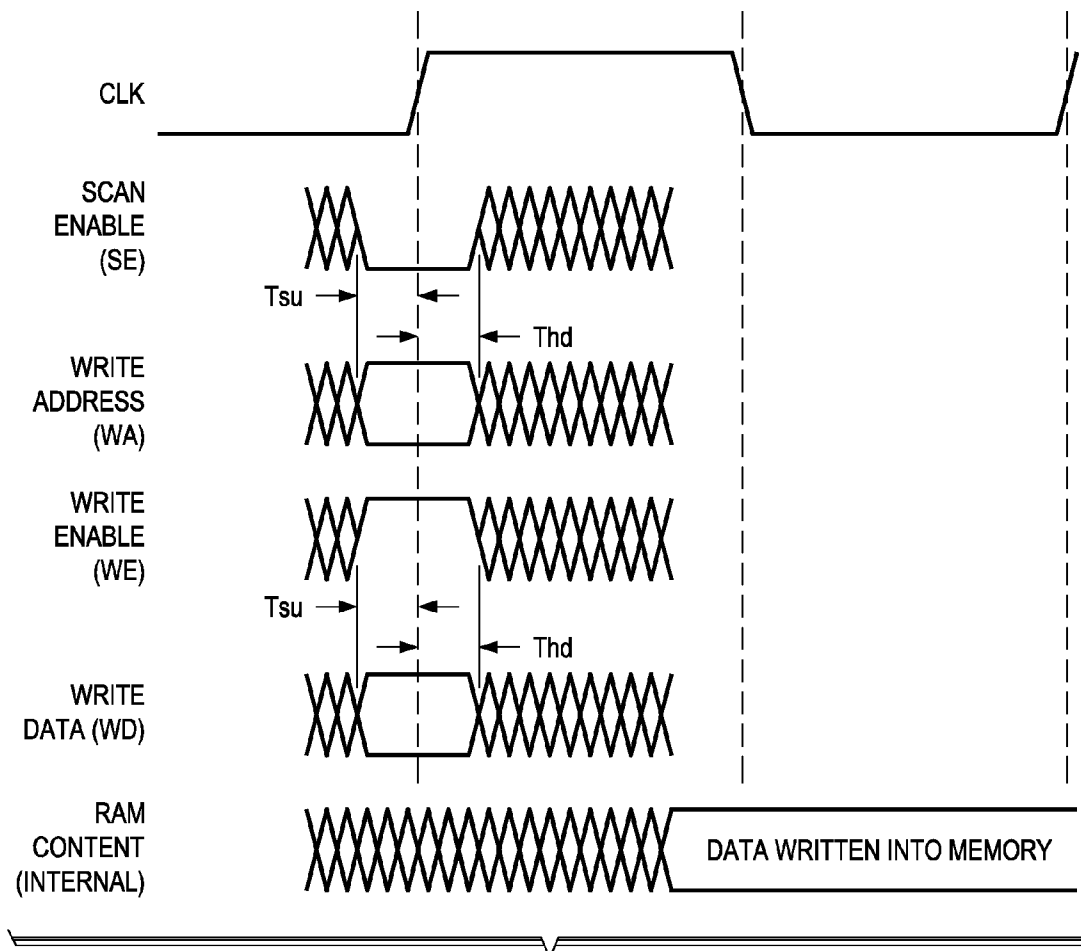 CLK
SCAN
ENABLE
(SE)
Tsu
Thd
WRITE
ADDRESS
(WA)
WRITE
ENABLE
(WE)
Tsu
Thd
WRITE
DATA (WD)
RAM
CONTENT
(INTERNAL)
DATA WRITTEN INTO MEMORY